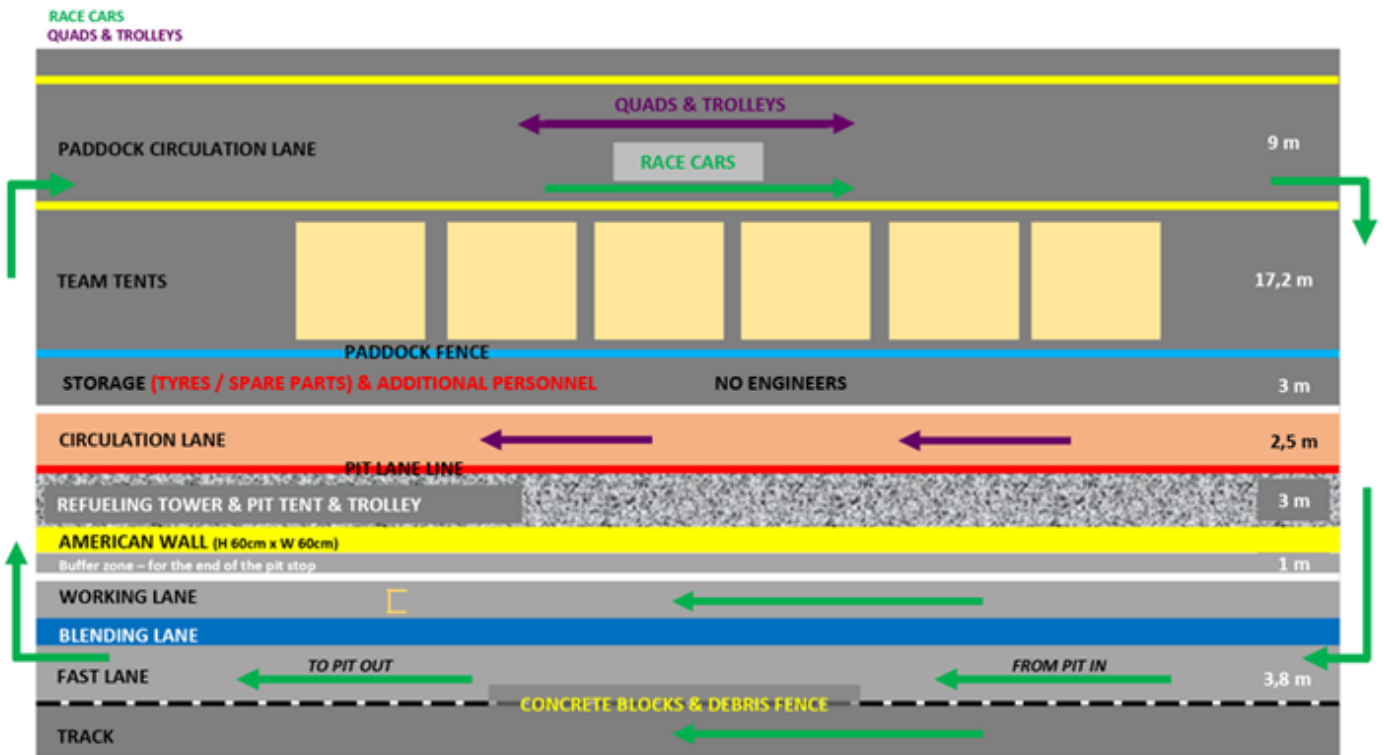 RACE CARS
QUADS & TROLLEYS
QUADS & TROLLEYS
PADDOCK CIRCULATION LANE
9 m
RACE CARS
TEAM TENTS
17,2 m
PADDOCK FENCE
STORAGE (TYRES / SPARE PARTS) & ADDITIONAL PERSONNEL NO ENGINEERS
3 m
CIRCULATION LANE
2,5 m
PIT LANE LINE
REFUELING TOWER & PIT TENT & TROLLEY
3 m
AMERICAN WALL (H 60cm x W 60cm)
Buffer zone – for the end of the pit stop
1 m
WORKING LANE
BLENDING LANE
TO PIT OUT
FROM PIT IN
FAST LANE
3,8 m
CONCRETE BLOCKS & DEBRIS FENCE
TRACK